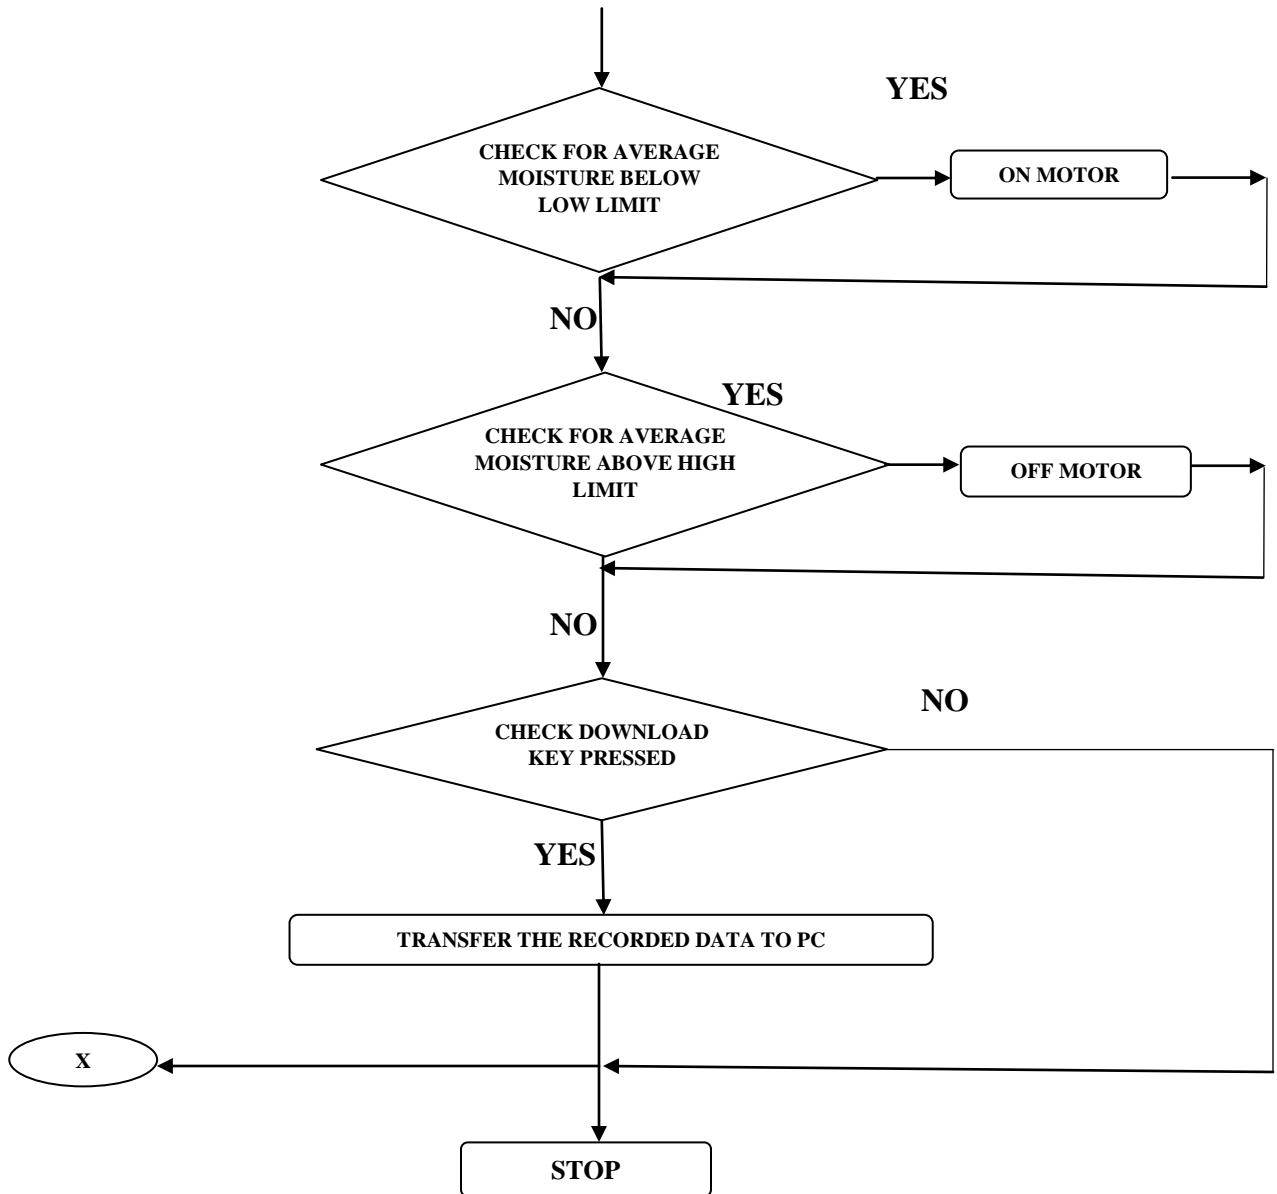 YES
CHECK FOR AVERAGE
MOISTURE BELOW
LOW LIMIT
ON MOTOR
NO
YES
CHECK FOR AVERAGE
MOISTURE ABOVE HIGH
LIMIT
OFF MOTOR
NO
NO
CHECK DOWNLOAD
KEY PRESSED
YES
TRANSFER THE RECORDED DATA TO PC
X
STOP